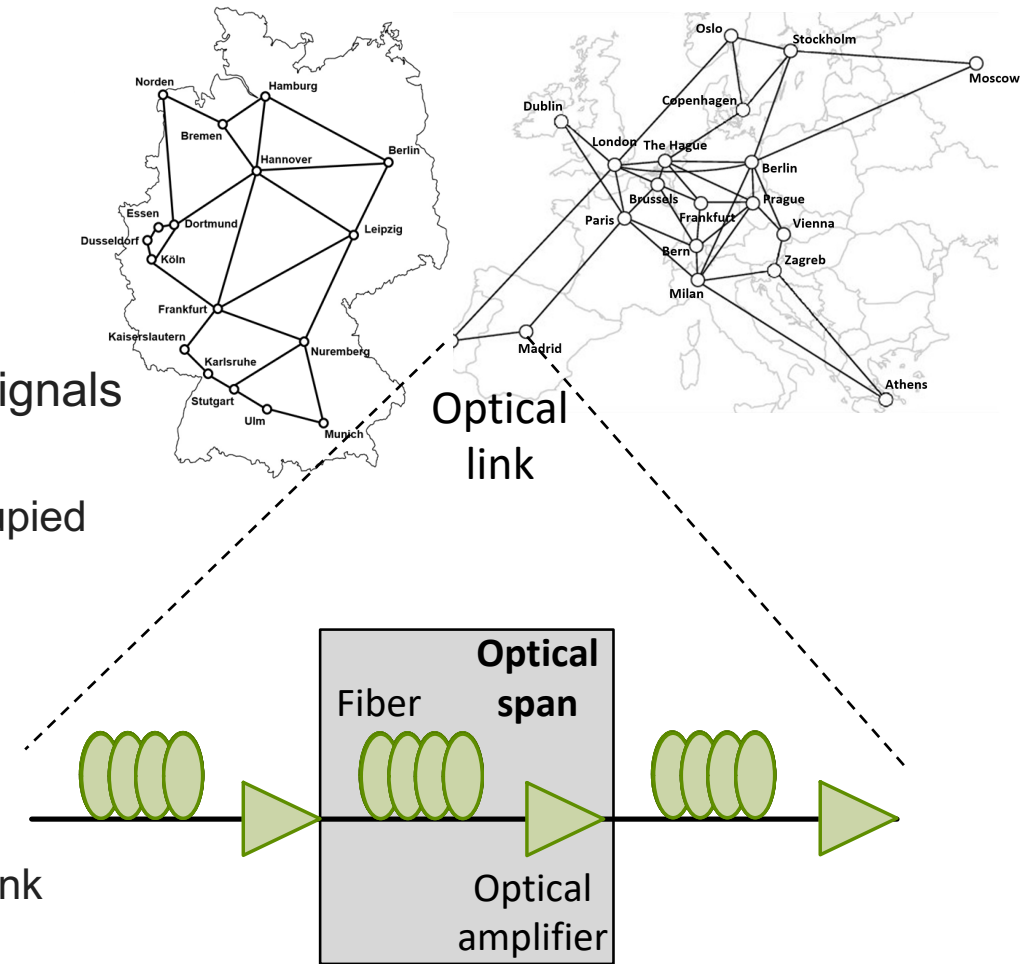 Norden
Hamburg
Bremen
Hannover
Berlin
Essen
Dortmund
Dusseldorf
Köln
Leipzig
Frankfurt
Kaiserslautern
Karlsruhe
Nuremberg
Stuttgart
Ulm
Munich
Oslo
Stockholm
Moscow
Copenhagen
Dublin
London
The Hague
Berlin
Brussels
Prague
Paris
Frankfurt
Vienna
Bern
Zagreb
Milan
Madrid
Athens
ignals
upied
nk
Optical
link
Optical
span
Fiber
Optical
amplifier